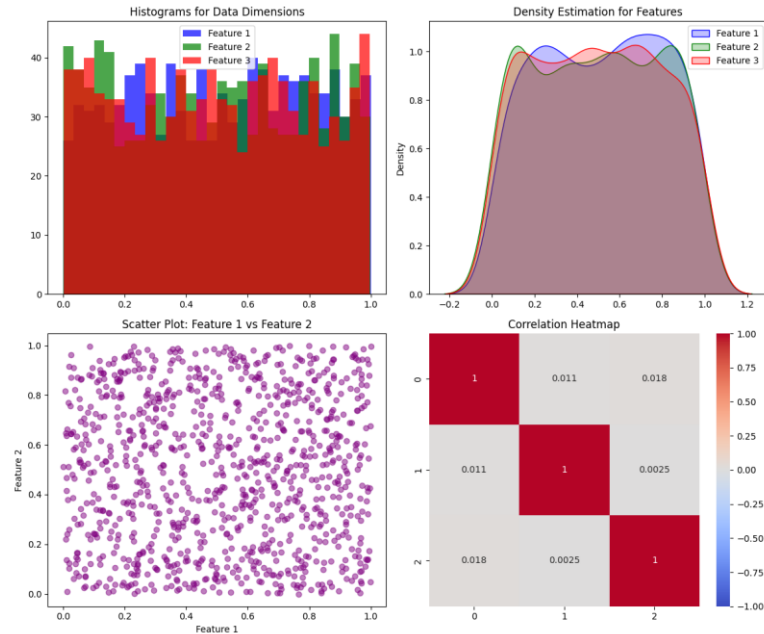 Histograms for Data Dimensions
Feature 1
Feature 2
Feature 3
40
30
20
10
0
0.0 0.2 0.4 0.6 0.8 1.0
Density Estimation for Features
Feature 1
Feature 2
Feature 3
Density
1.0
0.8
0.6
0.4
0.2
0.0
−0.2 0.0 0.2 0.4 0.6 0.8 1.0 1.2
Scatter Plot: Feature 1 vs Feature 2
Feature 2
1.0
0.8
0.6
0.4
0.2
0.0
0.0 0.2 0.4 0.6 0.8 1.0
Feature 1
Correlation Heatmap
0 1 0.011 0.018
1 0.011 1 0.0025
2 0.018 0.0025 1
0 1 2
1.00
0.75
0.50
0.25
0.00
−0.25
−0.50
−0.75
−1.00